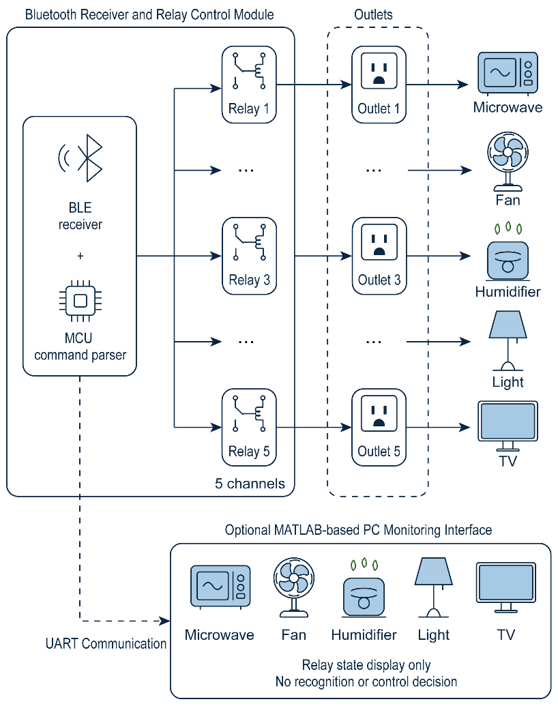 Bluetooth Receiver and Relay Control Module
Outlets
Relay 1
Outlet 1
Microwave
BLE
receiver
+
MCU
command parser
...
...
Fan
Relay 3
Outlet 3
Humidifier
...
...
Light
Relay 5
Outlet 5
TV
5 channels
Optional MATLAB-based PC Monitoring Interface
Microwave
Fan
Humidifier
Light
TV
UART Communication
Relay state display only
No recognition or control decision